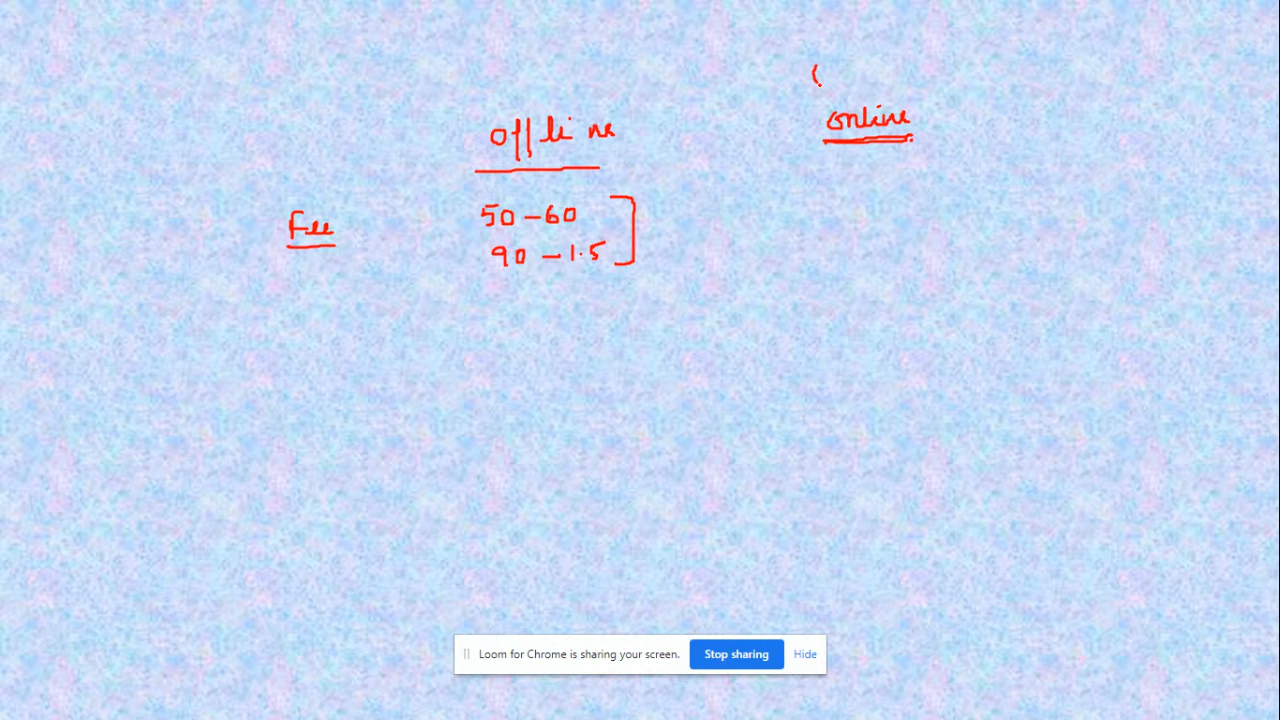 online
offline
Fee
50 - 60
90 - 1.5
Loom for Chrome is sharing your screen. Stop sharing Hide